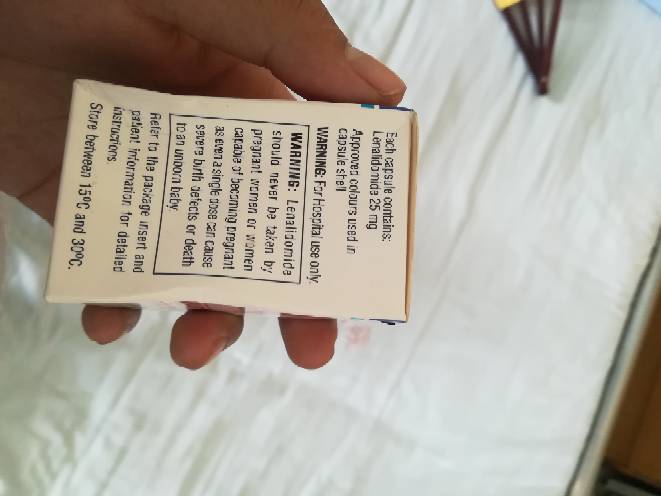 Each capsule contains:
Lenalidomide 25 mg
Approved colours used in
capsule shell
WARNING: For Hospital use only.
WARNING: Lenalidomide
should never be taken by
pregnant women or women
capable of becoming pregnant
as even a single dose can cause
severe birth defects or death
to an unborn baby.
Refer to the package insert and
patient information for detailed
instructions.
Store between 15ºC and 30ºC.